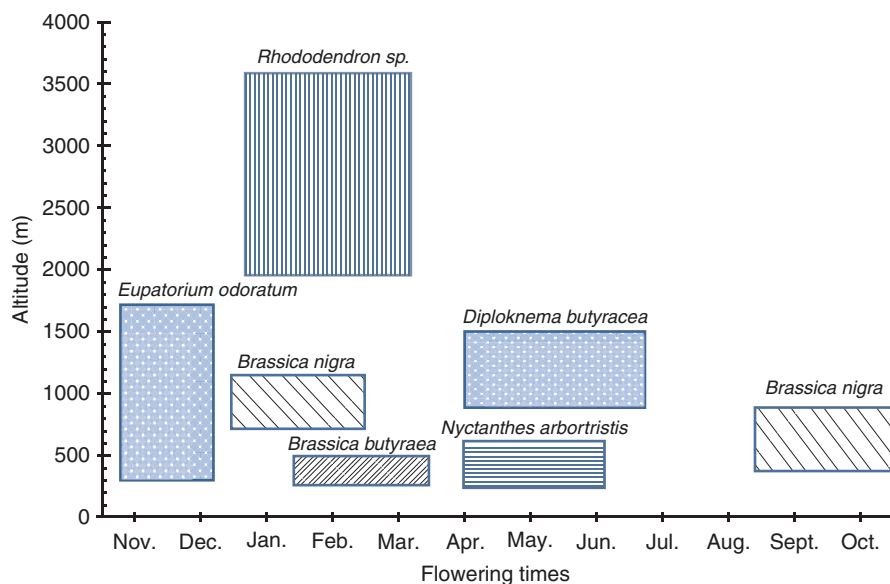 4000
3500
3000
2500
2000
1500
1000
500
0
Altitude (m)
Rhododendron sp.
Eupatorium odoratum
Diploknema butyracea
Brassica nigra
Brassica nigra
Nyctanthes arbortristis
Brassica butyraea
Nov. Dec. Jan. Feb. Mar. Apr. May. Jun. Jul. Aug. Sept. Oct.
Flowering times